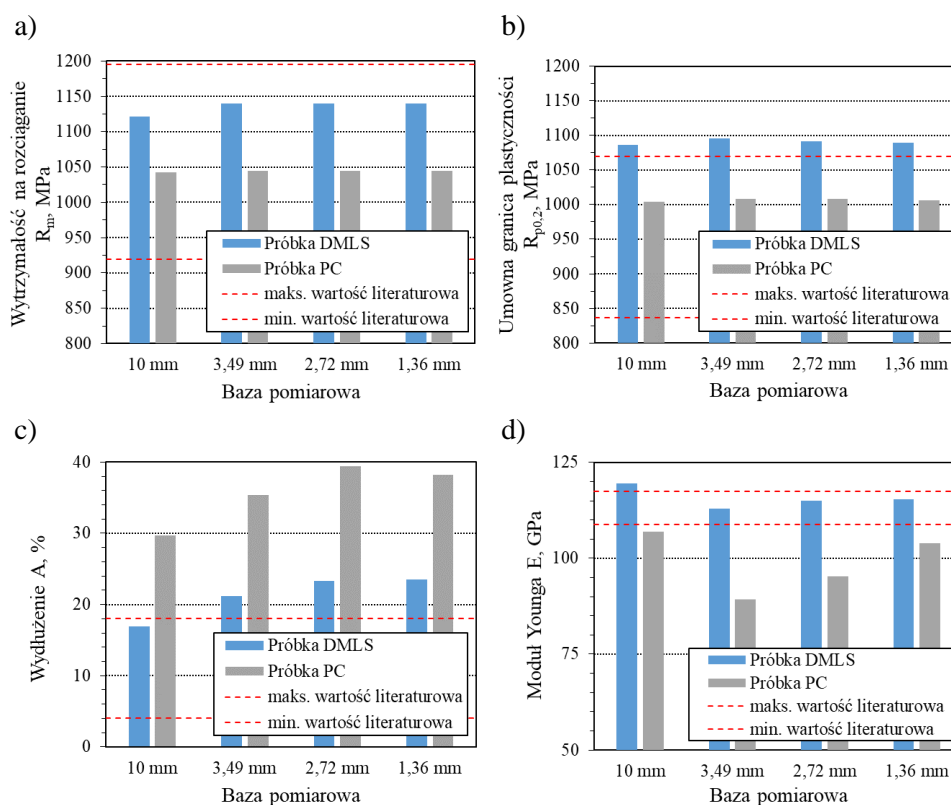 a)
1200
1150
1100
1050
1000
950
900
850
800
Wytrzymałość na rozciąganie
Rm, MPa
Próbka DMLS
Próbka PC
maks. wartość literaturowa
min. wartość literaturowa
10 mm 3,49 mm 2,72 mm 1,36 mm
Baza pomiarowa
b)
1200
1150
1100
1050
1000
950
900
850
800
Umowna granica plastyczności
Rp0,2, MPa
Próbka DMLS
Próbka PC
maks. wartość literaturowa
min. wartość literaturowa
10 mm 3,49 mm 2,72 mm 1,36 mm
Baza pomiarowa
c)
40
30
20
10
0
Wydłużenie A, %
Próbka DMLS
Próbka PC
maks. wartość literaturowa
min. wartość literaturowa
10 mm 3,49 mm 2,72 mm 1,36 mm
Baza pomiarowa
d)
125
100
75
50
Moduł Younga E, GPa
Próbka DMLS
Próbka PC
maks. wartość literaturowa
min. wartość literaturowa
10 mm 3,49 mm 2,72 mm 1,36 mm
Baza pomiarowa